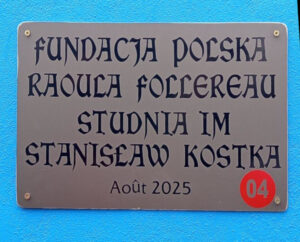 FUNDACJA POLSKA
RAOULA FOLLEREAU
STUDNIA IM
STANISŁAW KOSTKA
Août 2025
04